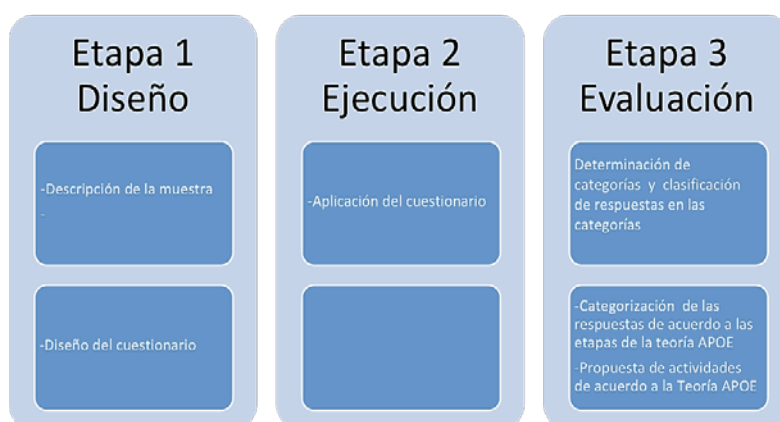 Etapa 1
Diseño
-Descripción de la muestra
-
-Diseño del cuestionario
Etapa 2
Ejecución
-Aplicación del cuestionario
Etapa 3
Evaluación
Determinación de
categorías y clasificación
de respuestas en las
categorías
-Categorización de las
respuestas de acuerdo a las
etapas de la teoría APOE
-Propuesta de actividades
de acuerdo a la Teoría APOE